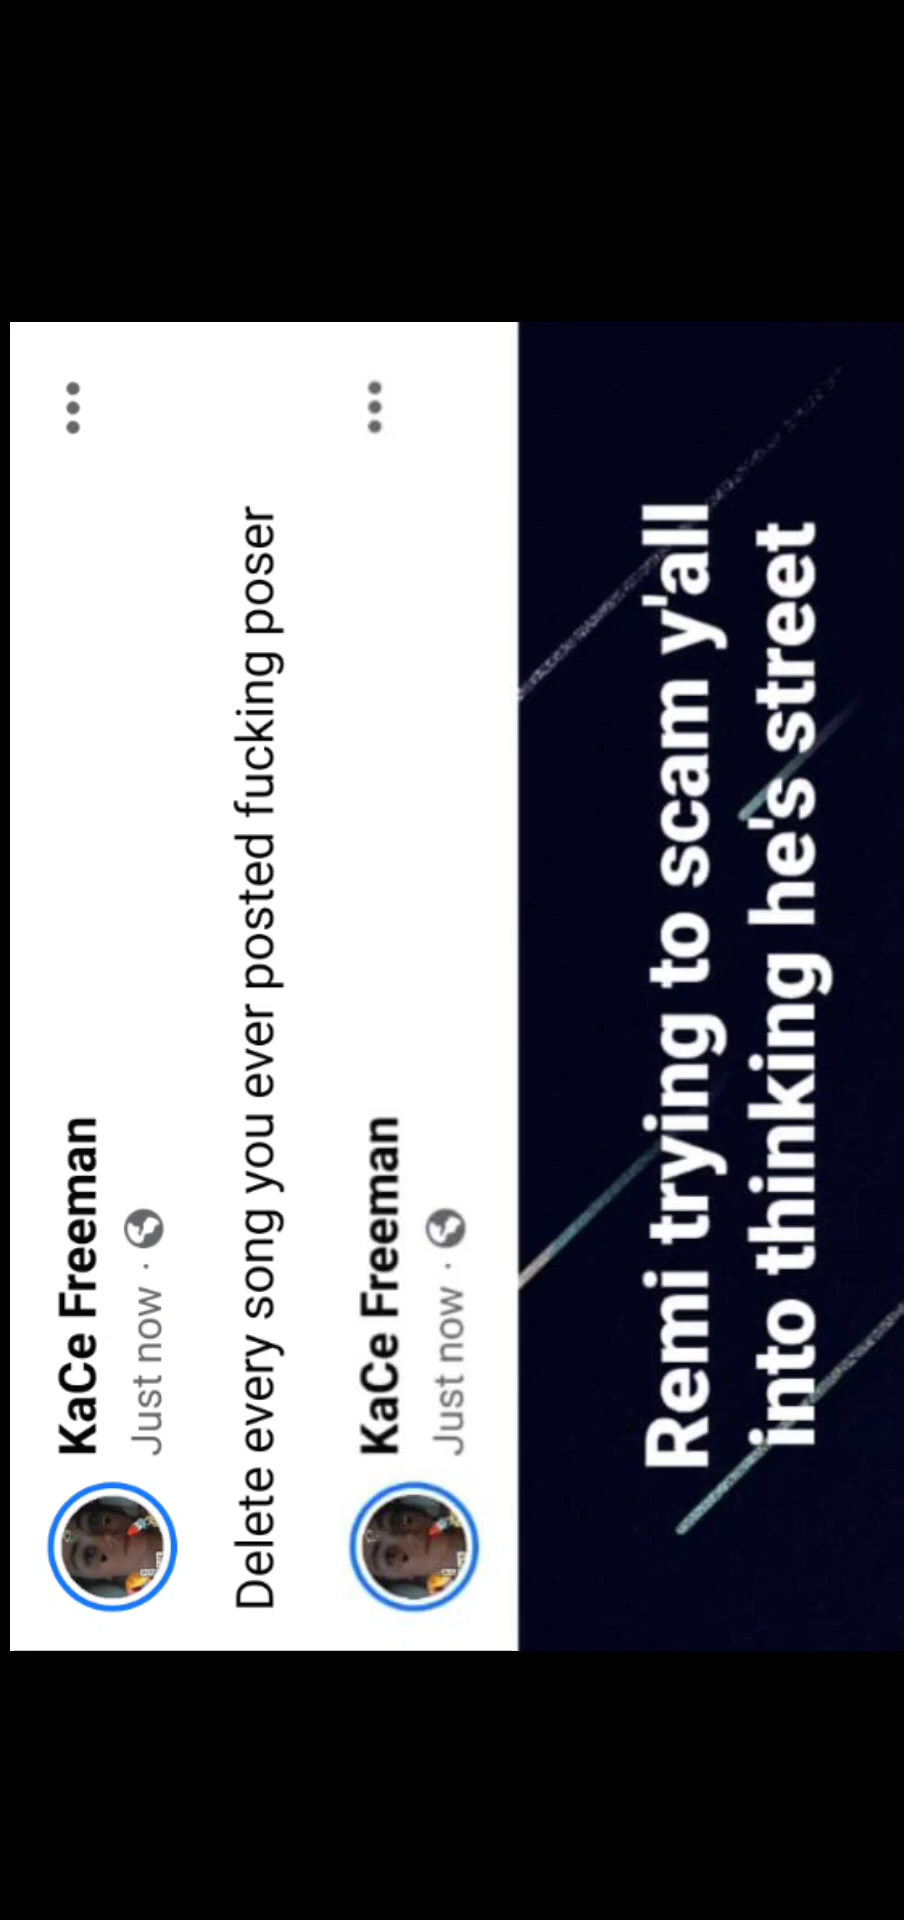 KaCe Freeman
Just now ·
Delete every song you ever posted fucking poser
KaCe Freeman
Just now ·
Remi trying to scam y'all
into thinking he's street